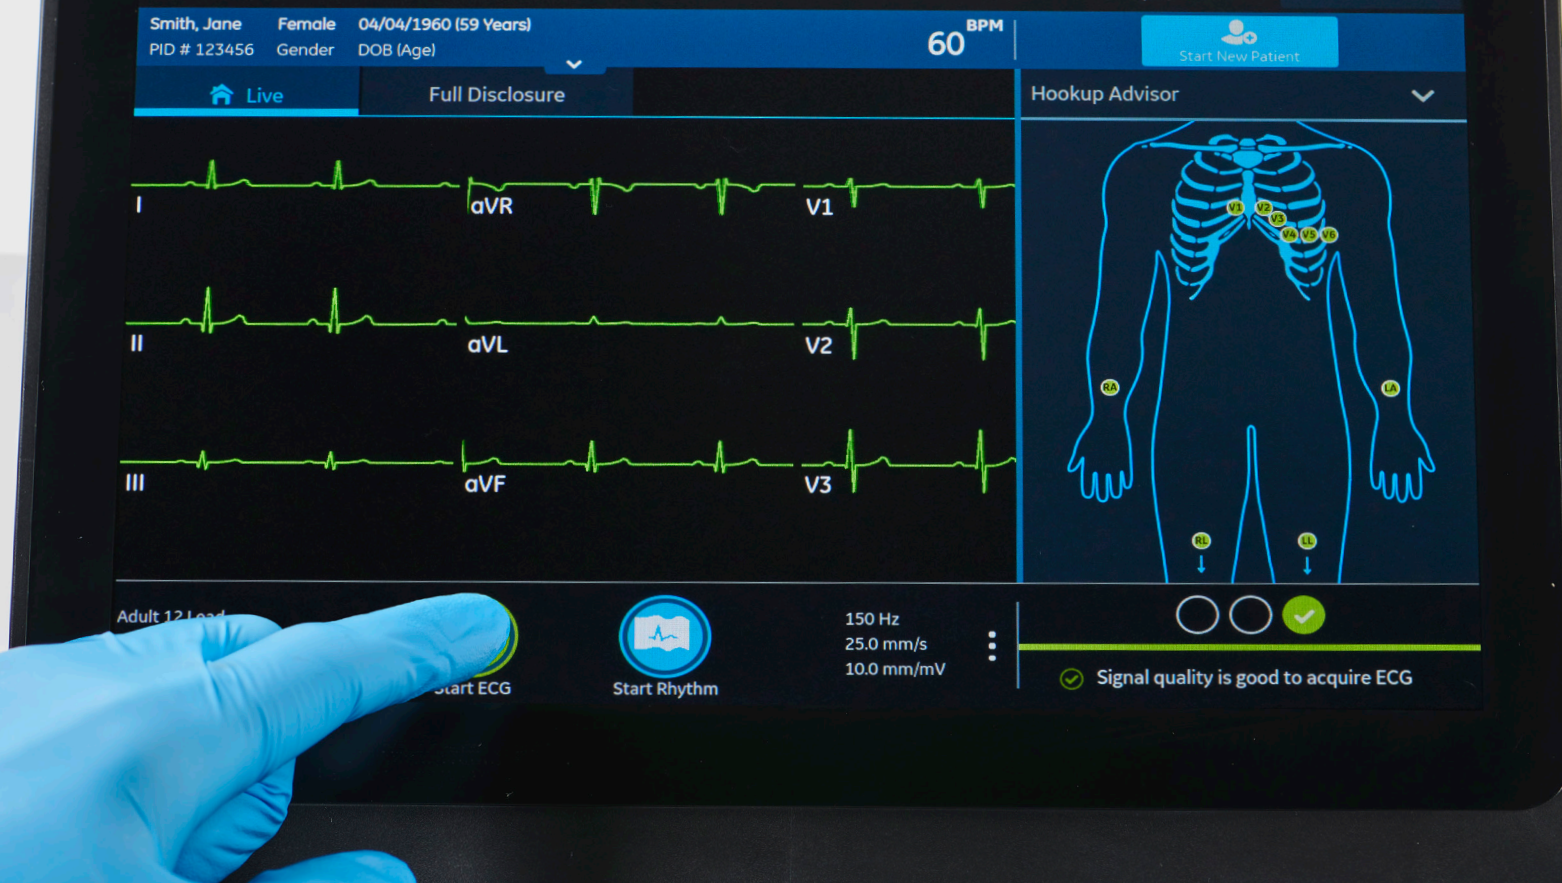 Smith, Jane Female 04/04/1960 (59 Years)
PID # 123456 Gender DOB (Age)
60 BPM
Start New Patient
Live
Full Disclosure
Hookup Advisor
I
aVR
V1
II
aVL
V2
III
aVF
V3
V1
V2
V3
V4 V5 V6
RA
LA
RL
LL
Adult 12 Lead
Start ECG
Start Rhythm
150 Hz
25.0 mm/s
10.0 mm/mV
Signal quality is good to acquire ECG